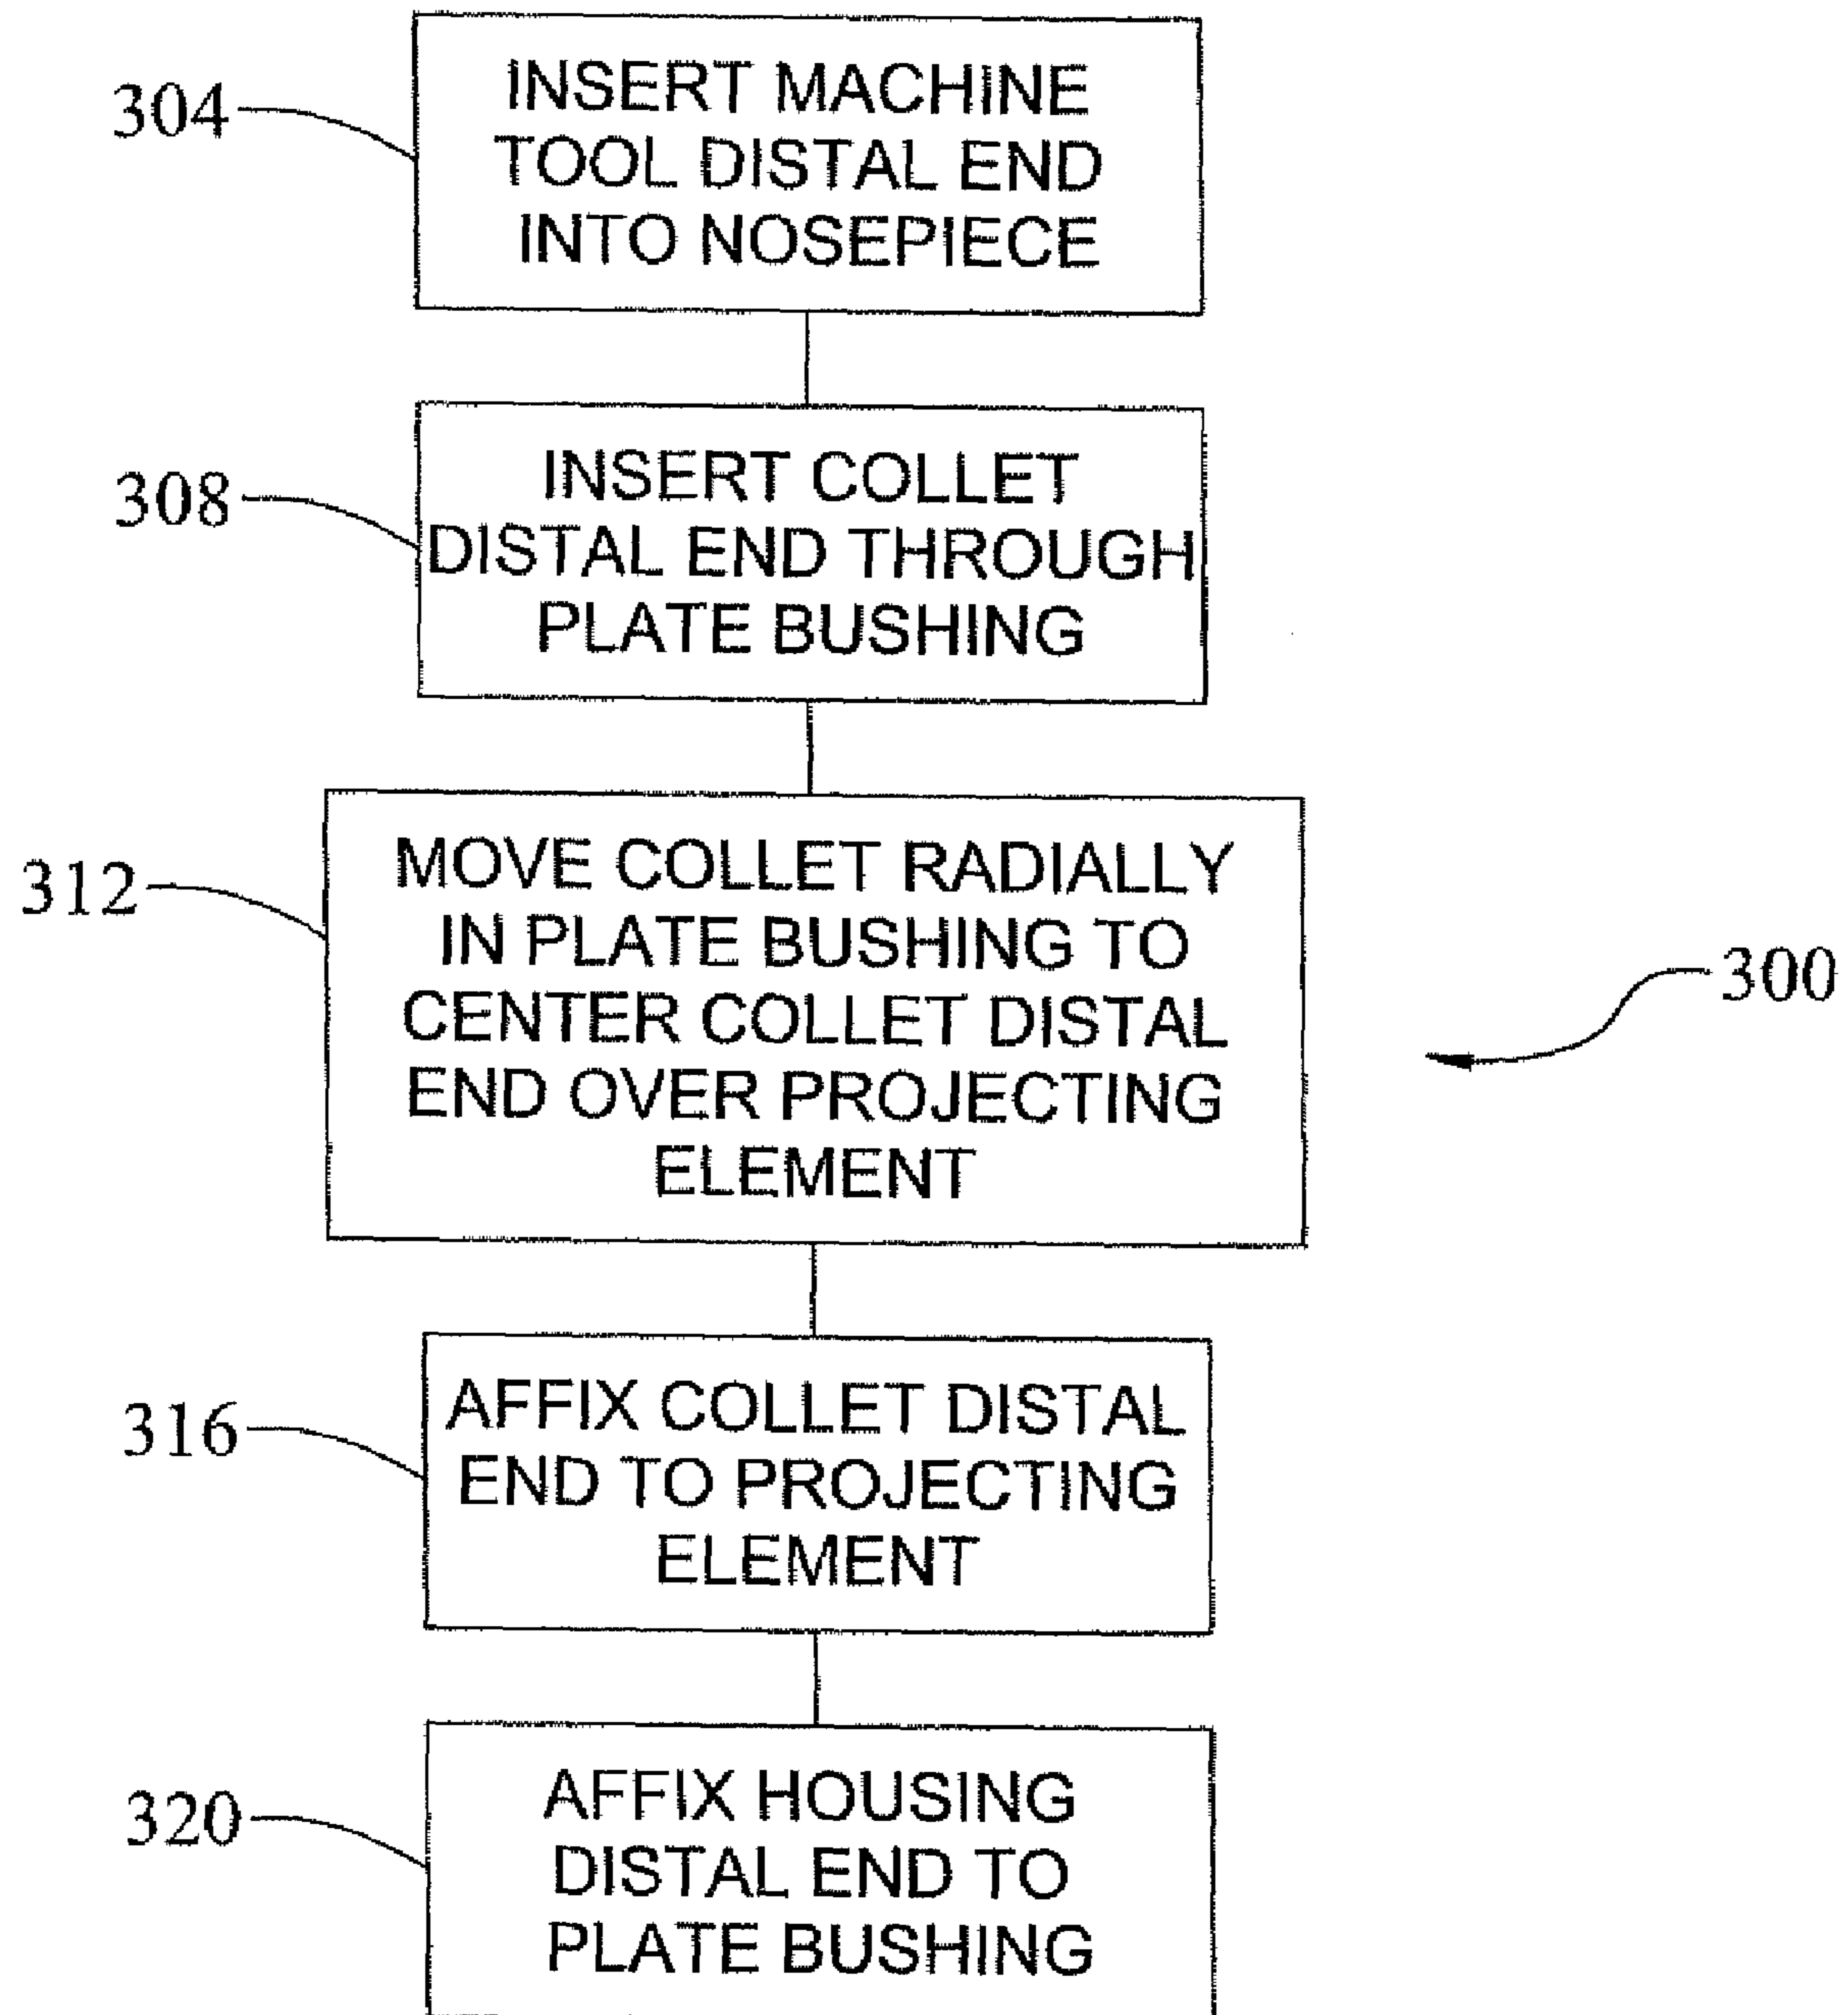 304
INSERT MACHINE
TOOL DISTAL END
INTO NOSEPIECE
308
INSERT COLLET
DISTAL END THROUGH
PLATE BUSHING
312
MOVE COLLET RADIALLY
IN PLATE BUSHING TO
CENTER COLLET DISTAL
END OVER PROJECTING
ELEMENT
300
316
AFFIX COLLET DISTAL
END TO PROJECTING
ELEMENT
320
AFFIX HOUSING
DISTAL END TO
PLATE BUSHING